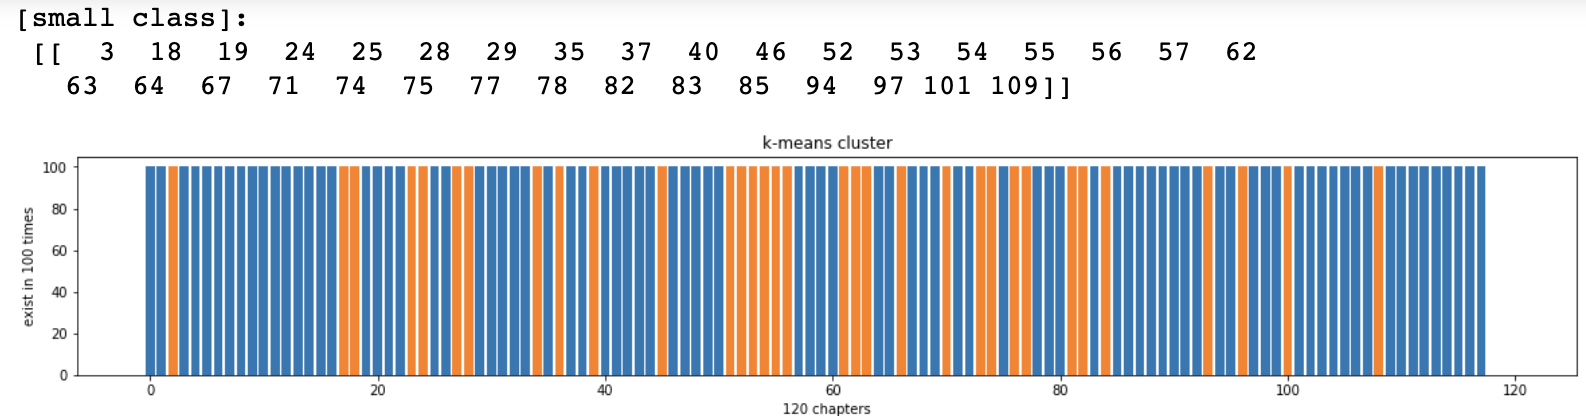 [small class]:
[[ 3 18 19 24 25 28 29 35 37 40 46 52 53 54 55 56 57 62
63 64 67 71 74 75 77 78 82 83 85 94 97 101 109]]
k-means cluster
100
80
60
40
20
0
exist in 100 times
0 20 40 60 80 100 120
120 chapters